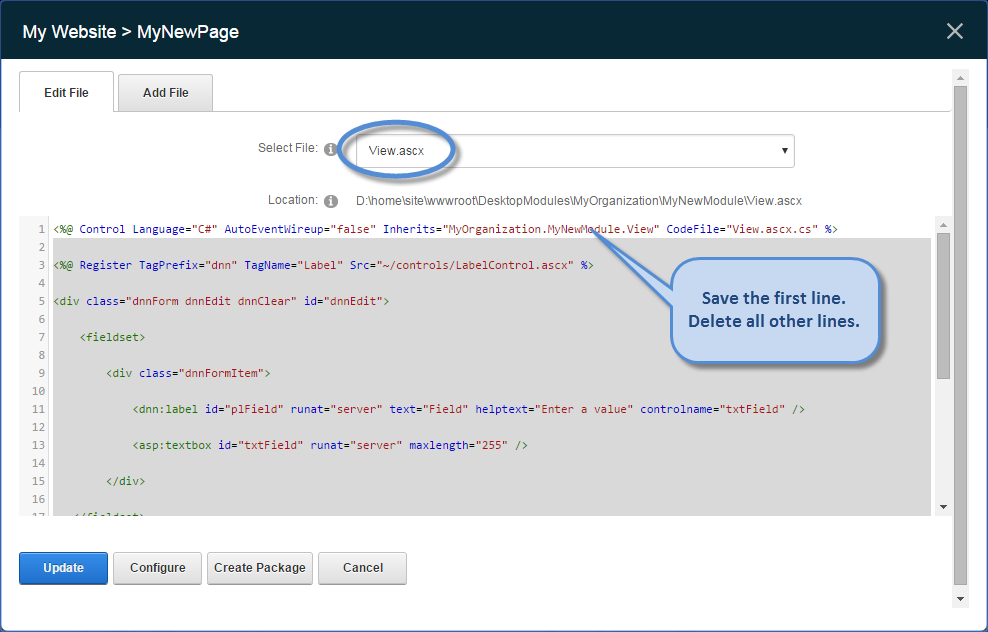 My Website > MyNewPage
Edit File
Add File
Select File:
View.ascx
Location:
D:\home\site\wwwroot\DesktopModules\MyOrganization\MyNewModule\View.ascx
1 <%@ Control Language="C#" AutoEventWireup="false" Inherits="MyOrganization.MyNewModule.View" CodeFile="View.ascx.cs" %>
2
3 <%@ Register TagPrefix="dnn" TagName="Label" Src="~/controls/LabelControl.ascx" %>
4
5 <div class="dnnForm dnnEdit dnnClear" id="dnnEdit">
6
7 <fieldset>
8
9 <div class="dnnFormItem">
10
11 <dnn:label id="plField" runat="server" text="Field" helptext="Enter a value" controlname="txtField" />
12
13 <asp:textbox id="txtField" runat="server" maxlength="255" />
14
15 </div>
16
17 </fieldset>
Save the first line.
Delete all other lines.
Update
Configure
Create Package
Cancel